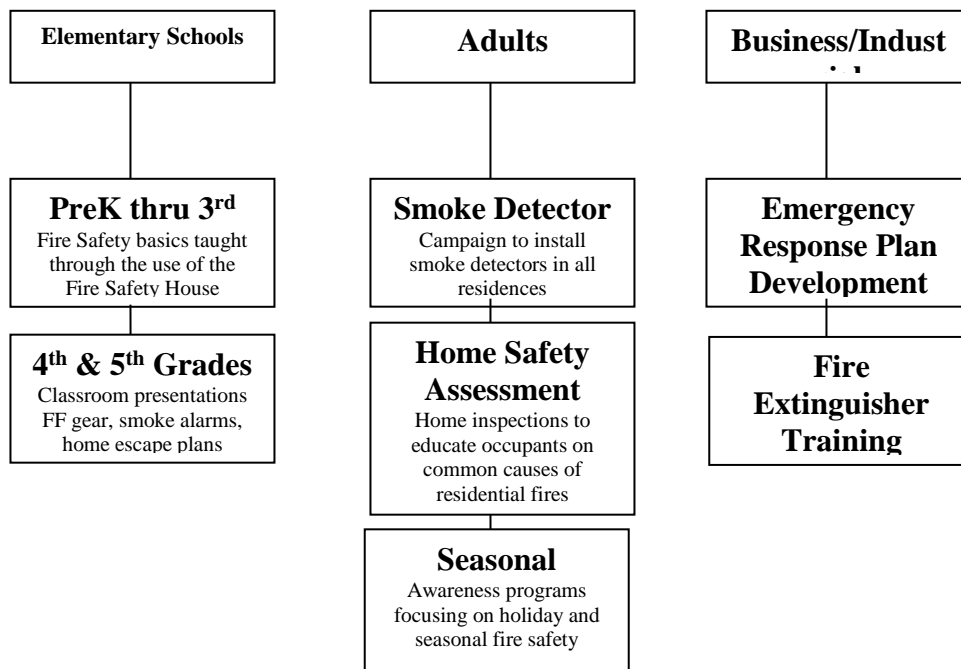 Elementary Schools
PreK thru 3rd
Fire Safety basics taught
through the use of the
Fire Safety House
4th & 5th Grades
Classroom presentations
FF gear, smoke alarms,
home escape plans
Adults
Smoke Detector
Campaign to install
smoke detectors in all
residences
Home Safety
Assessment
Home inspections to
educate occupants on
common causes of
residential fires
Seasonal
Awareness programs
focusing on holiday and
seasonal fire safety
Business/Indust
Emergency
Response Plan
Development
Fire
Extinguisher
Training